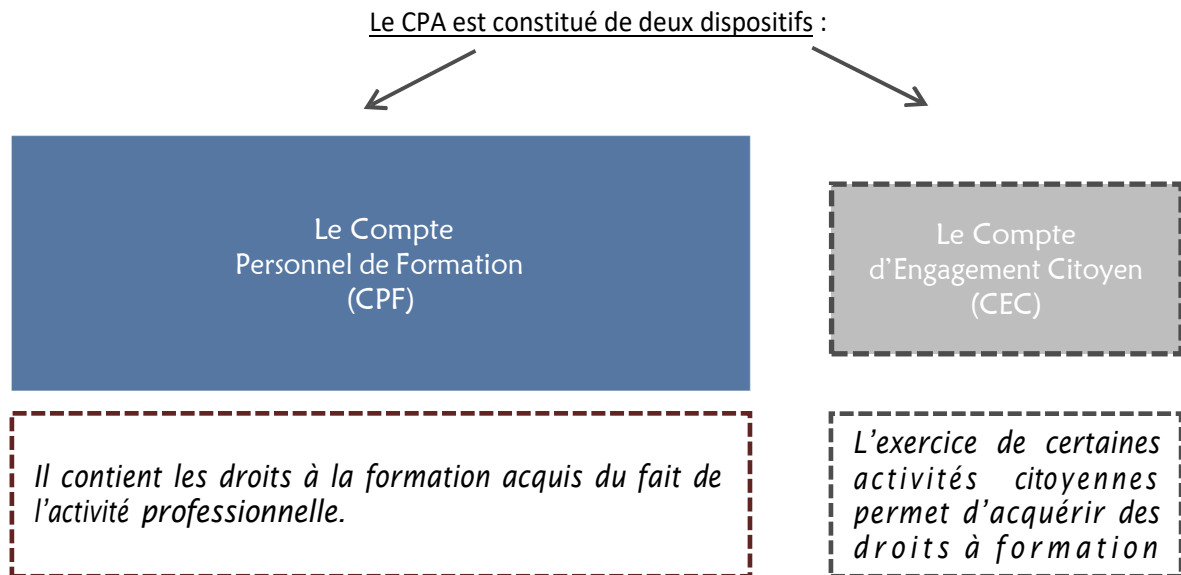 Le CPA est constitué de deux dispositifs :
Le Compte
Personnel de Formation
(CPF)
Le Compte
d’Engagement Citoyen
(CEC)
Il contient les droits à la formation acquis du fait de
l’activité professionnelle.
L’exercice de certaines
activités citoyennes
permet d’acquérir des
droits à formation